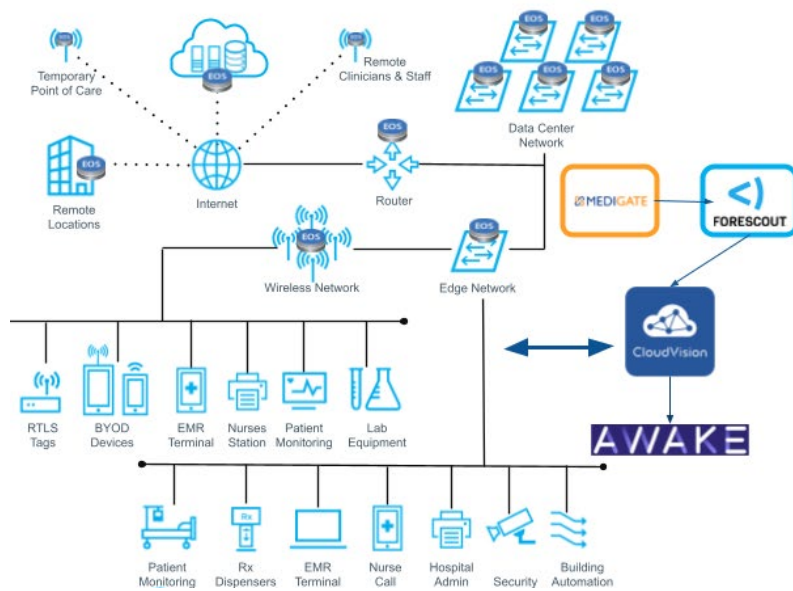 EOS
EOS
EOS
EOS
EOS
Temporary
Point of Care
EOS
EOS
Remote
Clinicians & Staff
EOS
Data Center
Network
EOS
Remote
Locations
Internet
EOS
Router
MEDIGATE
FORESCOUT
EOS
Wireless Network
EOS
Edge Network
CloudVision
RTLS
Tags
BYOD
Devices
EMR
Terminal
Nurses
Station
Patient
Monitoring
Lab
Equipment
AWAKE
Patient
Monitoring
Rx
Rx
Dispensers
EMR
Terminal
Nurse
Call
Hospital
Admin
Security
Building
Automation